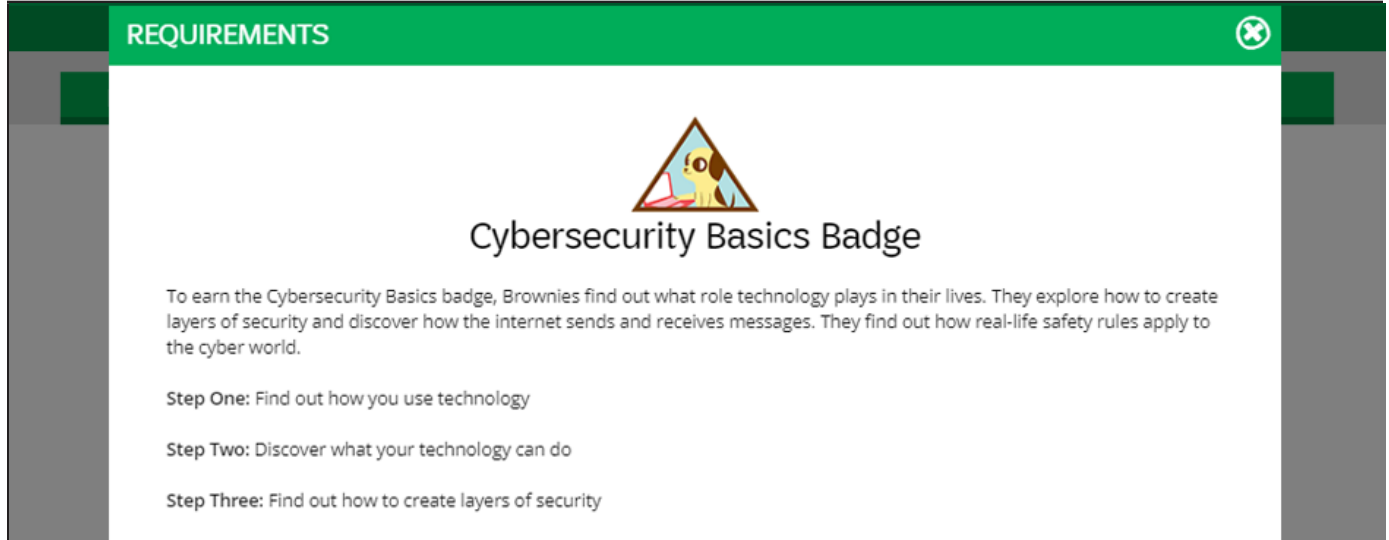 REQUIREMENTS
Cybersecurity Basics Badge
To earn the Cybersecurity Basics badge, Brownies find out what role technology plays in their lives. They explore how to create
layers of security and discover how the internet sends and receives messages. They find out how real-life safety rules apply to
the cyber world.
Step One: Find out how you use technology
Step Two: Discover what your technology can do
Step Three: Find out how to create layers of security